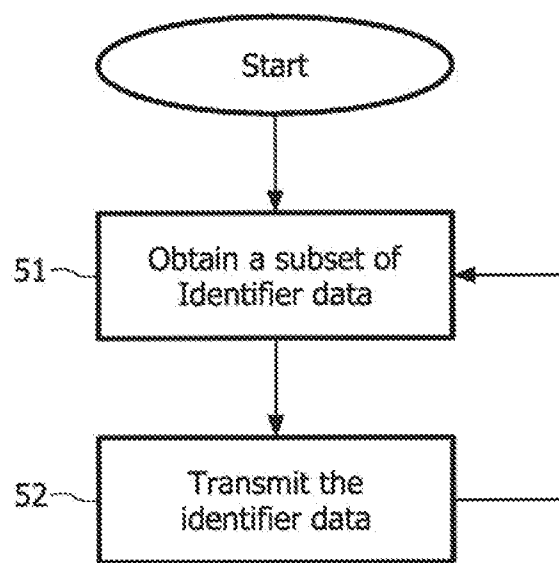 Start
51
Obtain a subset of
Identifier data
52
Transmit the
identifier data